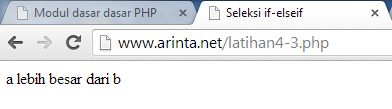 Modul dasar dasar PHP
Seleksi if-elseif
www.arinta.net/latihan4-3.php
a lebih besar dari b